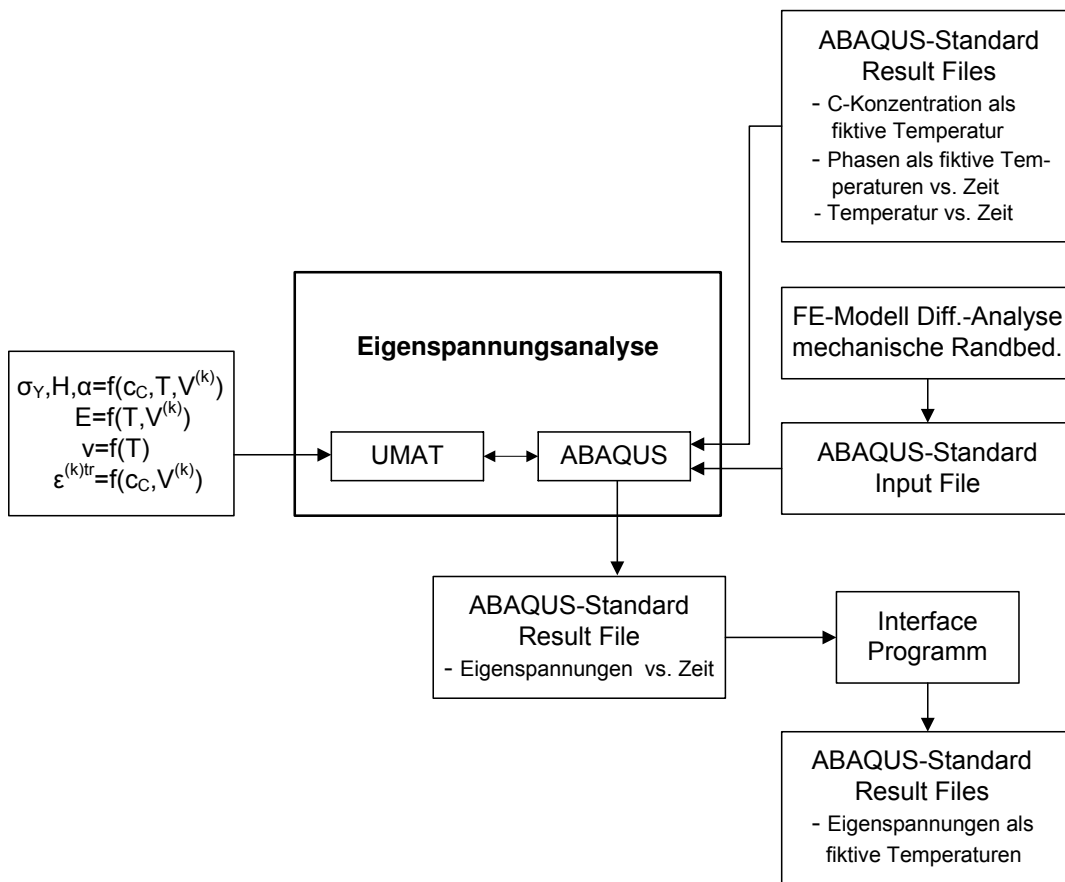 ABAQUS-Standard
Result Files
- C-Konzentration als
fiktive Temperatur
- Phasen als fiktive Tem-
peraturen vs. Zeit
- Temperatur vs. Zeit
FE-Modell Diff.-Analyse
mechanische Randbed.
Eigenspannungsanalyse
σY,H,α=f(cC,T,V(k))
E=f(T,V(k))
ν=f(T)
ε(k)tr=f(cC,V(k))
UMAT
ABAQUS
ABAQUS-Standard
Input File
ABAQUS-Standard
Result File
- Eigenspannungen vs. Zeit
Interface
Programm
ABAQUS-Standard
Result Files
- Eigenspannungen als
fiktive Temperaturen